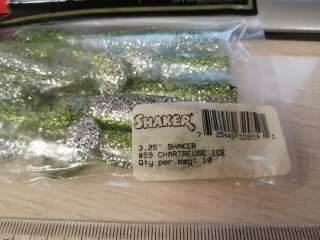 SHAKER
3.25" SHAKER
#59 CHARTREUSE ICE
Qty per bag: 10